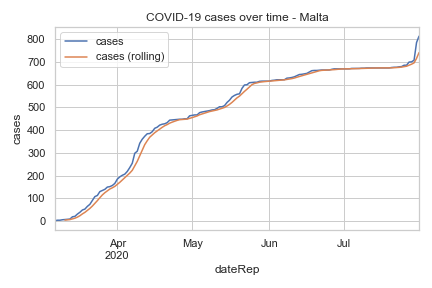 COVID-19 cases over time - Malta
cases
cases (rolling)
800
700
600
500
400
300
200
100
0
cases
Apr
2020
May
Jun
Jul
dateRep